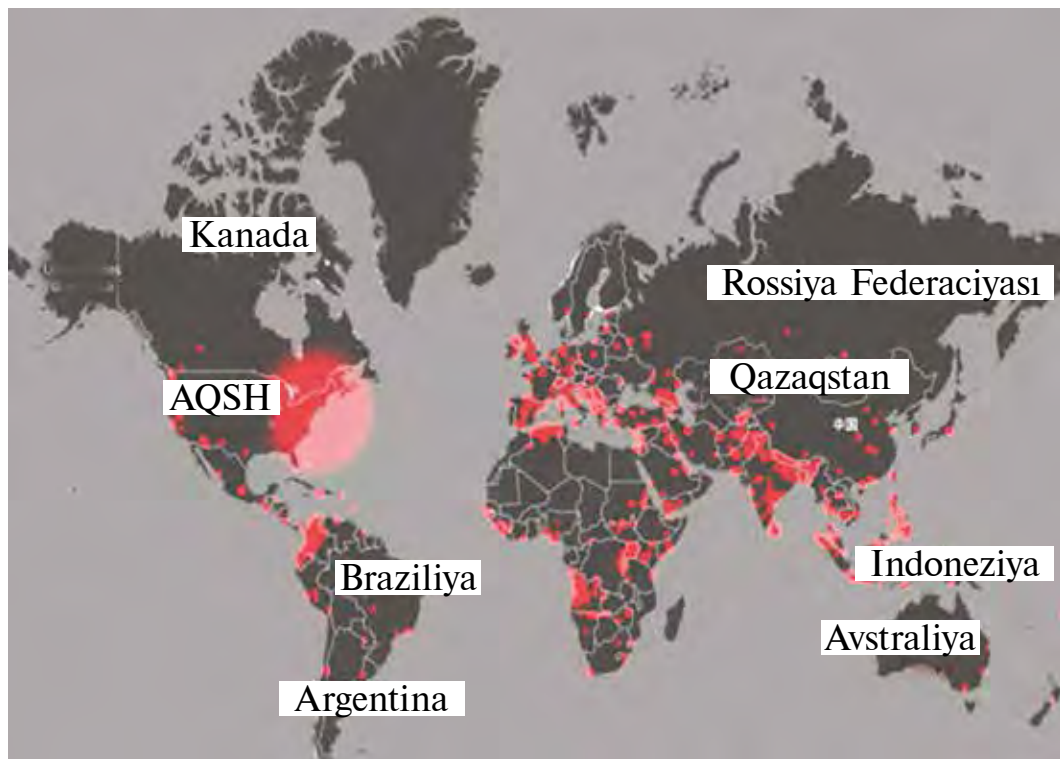 Kanada
Rossiya Federaciyası
Qazaqstan
AQSH
中国
Indoneziya
Braziliya
Avstraliya
Argentina